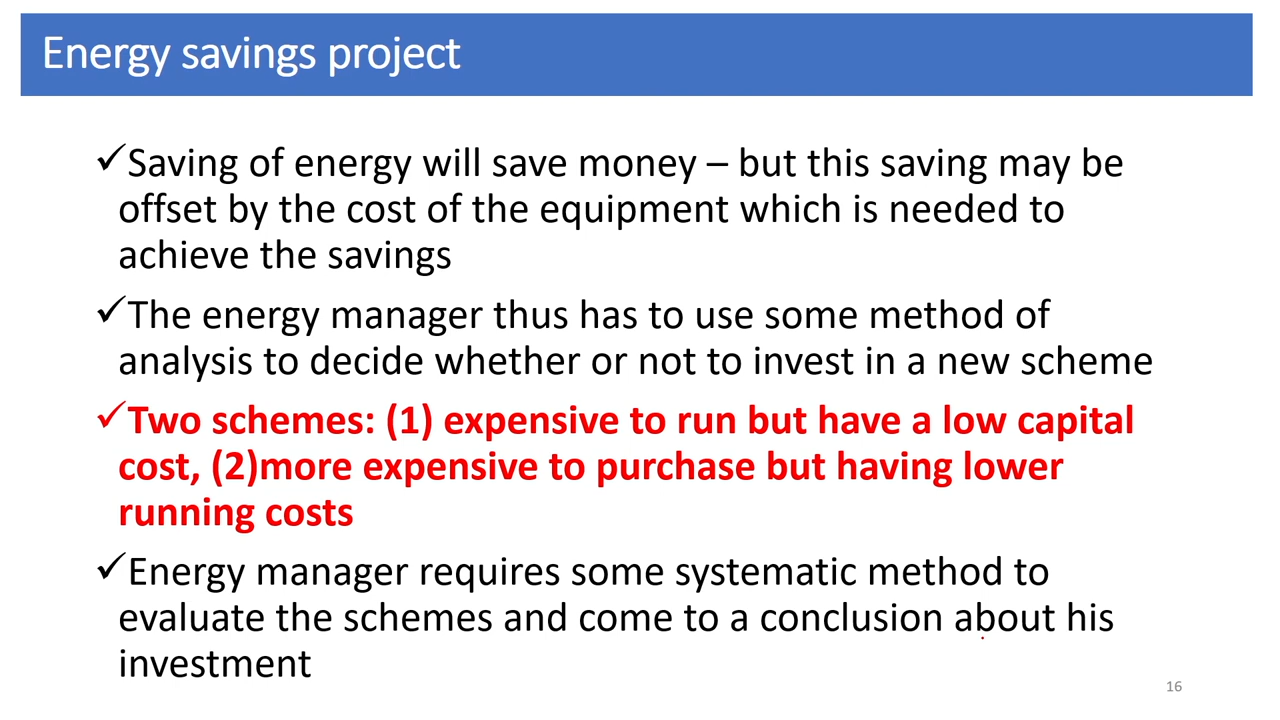 Energy savings project
✓Saving of energy will save money – but this saving may be
offset by the cost of the equipment which is needed to
achieve the savings
✓The energy manager thus has to use some method of
analysis to decide whether or not to invest in a new scheme
✓Two schemes: (1) expensive to run but have a low capital
cost, (2)more expensive to purchase but having lower
running costs
✓Energy manager requires some systematic method to
evaluate the schemes and come to a conclusion about his
investment
16